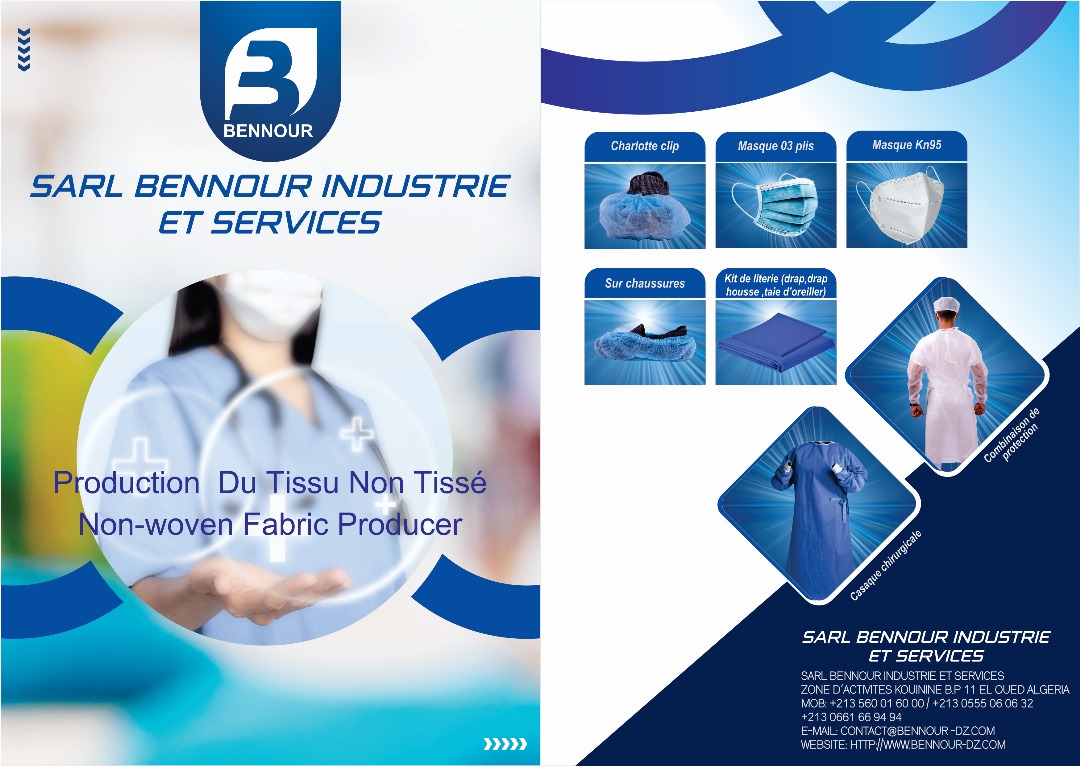 BENNOUR
SARL BENNOUR INDUSTRIE
ET SERVICES
Production Du Tissu Non Tissé
Non-woven Fabric Producer
Charlotte clip
Masque 03 plis
Masque Kn95
Sur chaussures
Kit de literie (drap,drap
housse ,taie d'oreiller)
Combinaison de
protection
Casaque chirurgicale
SARL BENNOUR INDUSTRIE
ET SERVICES
SARL BENNOUR INDUSTRIE ET SERVICES
ZONE D'ACTIVITES KOUININE B.P 11 EL OUED ALGERIA
MOB: +213 560 01 60 00 / +213 0555 06 06 32
+213 0661 66 94 94
E-MAIL: CONTACT@BENNOUR -DZ.COM
WEBSITE: HTTP//WWW.BENNOUR-DZ.COM